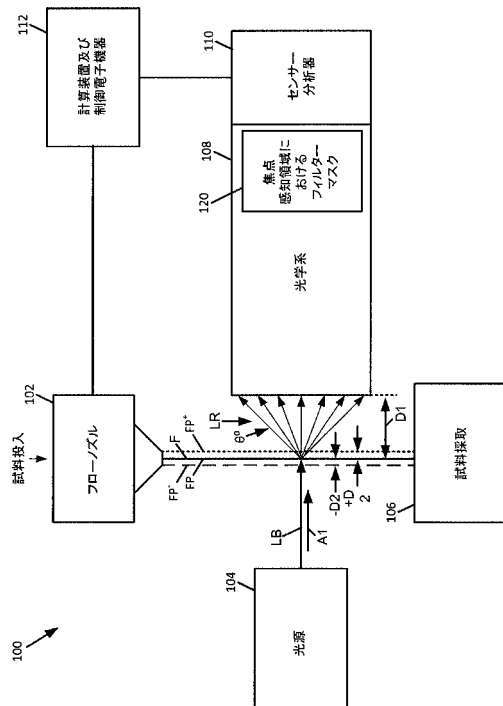 100
試料投入
102
フローノズル
112
計算装置及び
制御電子機器
FP-
FP
F
FP+
104
光源
LB
A1
θº
LR
-D2
+D
2
D1
108
光学系
120
焦点
感知領域に
おけるフィルター
マスク
110
センサー
分析器
106
試料採取